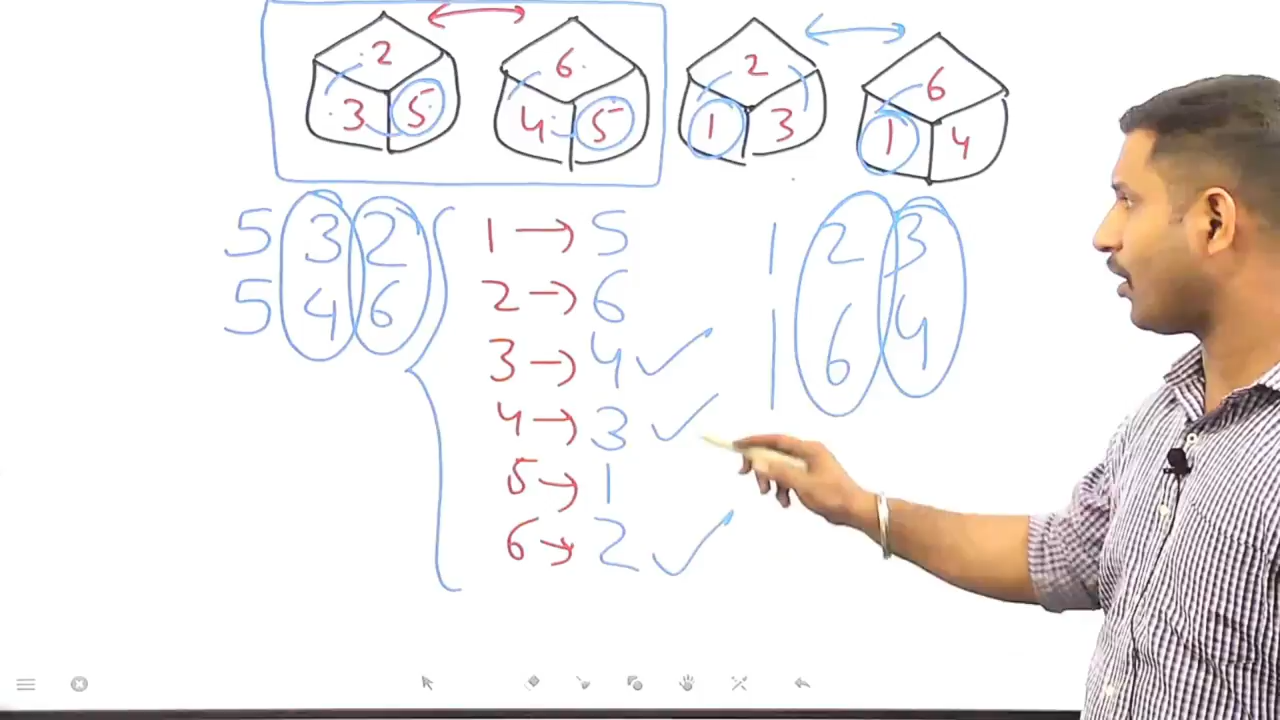 2 6 2 6
3 5 4 5 1 3 1 4
5 3 2 1 → 5 1 2 3
5 4 6 2 → 6 1 6 4
3 → 4 ✓
4 → 3 ✓
5 → 1
6 → 2 ✓